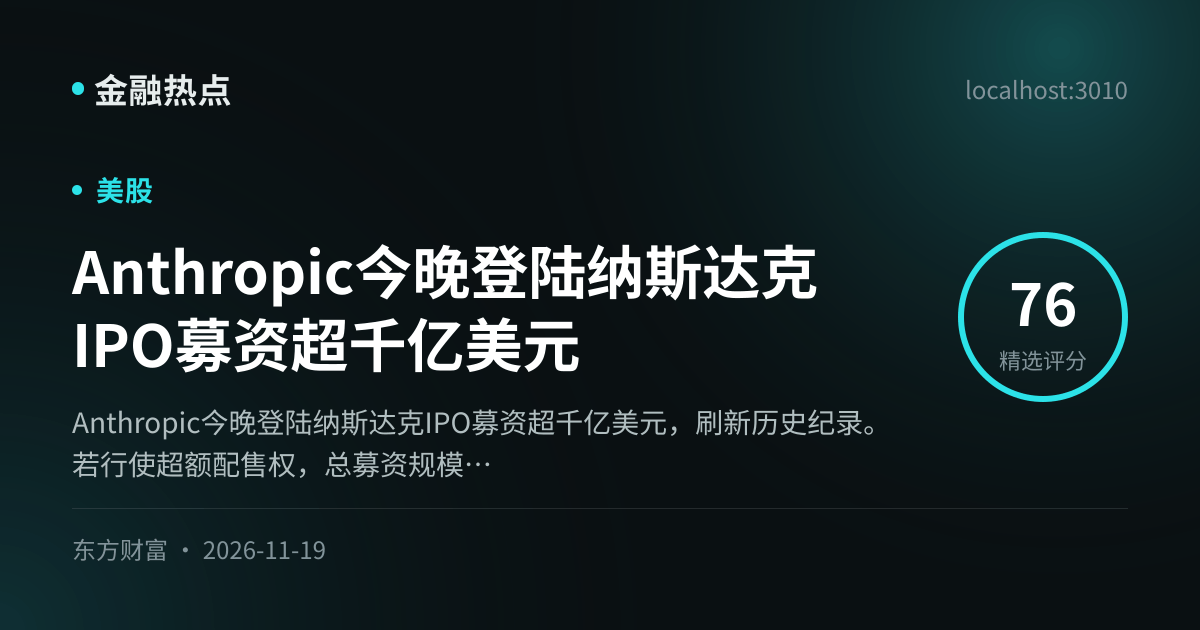 金融热点
localhost:3010
美股
Anthropic今晚登陆纳斯达克
IPO募资超千亿美元
76
精选评分
Anthropic今晚登陆纳斯达克IPO募资超千亿美元，刷新历史纪录。
若行使超额配售权，总募资规模…
东方财富 · 2026-11-19